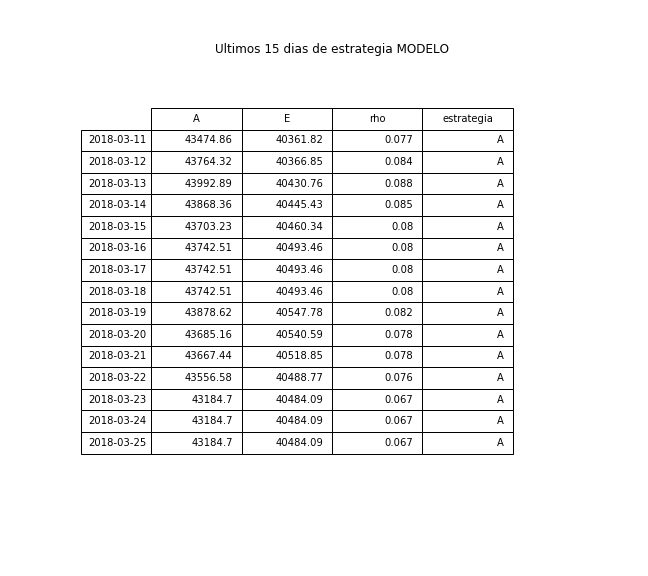 Ultimos 15 dias de estrategia MODELO
A E rho estrategia
2018-03-11 43474.86 40361.82 0.077 A
2018-03-12 43764.32 40366.85 0.084 A
2018-03-13 43992.89 40430.76 0.088 A
2018-03-14 43868.36 40445.43 0.085 A
2018-03-15 43703.23 40460.34 0.08 A
2018-03-16 43742.51 40493.46 0.08 A
2018-03-17 43742.51 40493.46 0.08 A
2018-03-18 43742.51 40493.46 0.08 A
2018-03-19 43878.62 40547.78 0.082 A
2018-03-20 43685.16 40540.59 0.078 A
2018-03-21 43667.44 40518.85 0.078 A
2018-03-22 43556.58 40488.77 0.076 A
2018-03-23 43184.7 40484.09 0.067 A
2018-03-24 43184.7 40484.09 0.067 A
2018-03-25 43184.7 40484.09 0.067 A